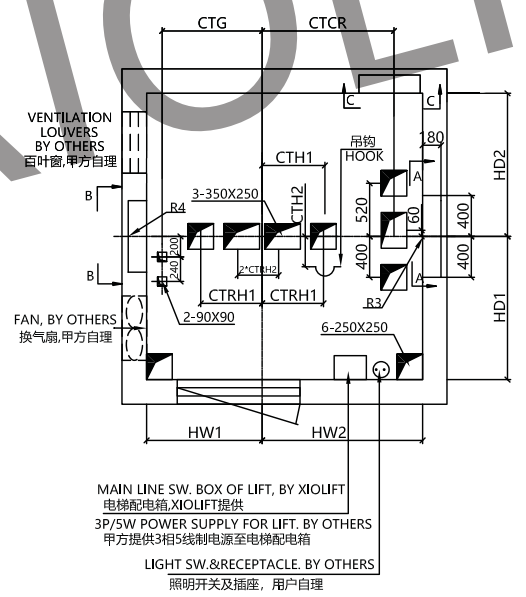 XIOLI
CTG
CTCR
C
C
VENTILATION
LOUVERS
BY OTHERS
百叶窗,甲方自理
吊钩
HOOK
180
CTH1
CTH2
HD2
B
A
R4
3-350X250
520
160
400
200
240
2*CTRH2
400
400
B
A
CTRH1
CTRH1
R3
HD1
2-90X90
FAN, BY OTHERS
换气扇,甲方自理
6-250X250
HW1
HW2
MAIN LINE SW. BOX OF LIFT, BY XIOLIFT
电梯配电箱,XIOLIFT提供
3P/5W POWER SUPPLY FOR LIFT. BY OTHERS
甲方提供3相5线制电源至电梯配电箱
LIGHT SW.&RECEPTACLE. BY OTHERS
照明开关及插座，用户自理